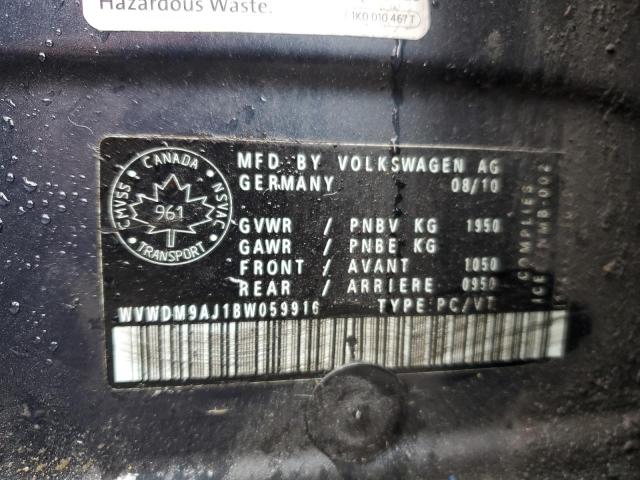 Hazardous Waste.
1K0 010 467 T
CANADA
CMVSS
NSVAC
961
TRANSPORT
MFD BY VOLKSWAGEN AG
GERMANY 08/10
GVWR / PNBV KG 1950
GAWR / PNBE KG
FRONT / AVANT 1050
REAR / ARRIERE 0950
WVWDM9AJ1BW059916 TYPE:PC/VT
COMPLIES
ICE / NMB-002